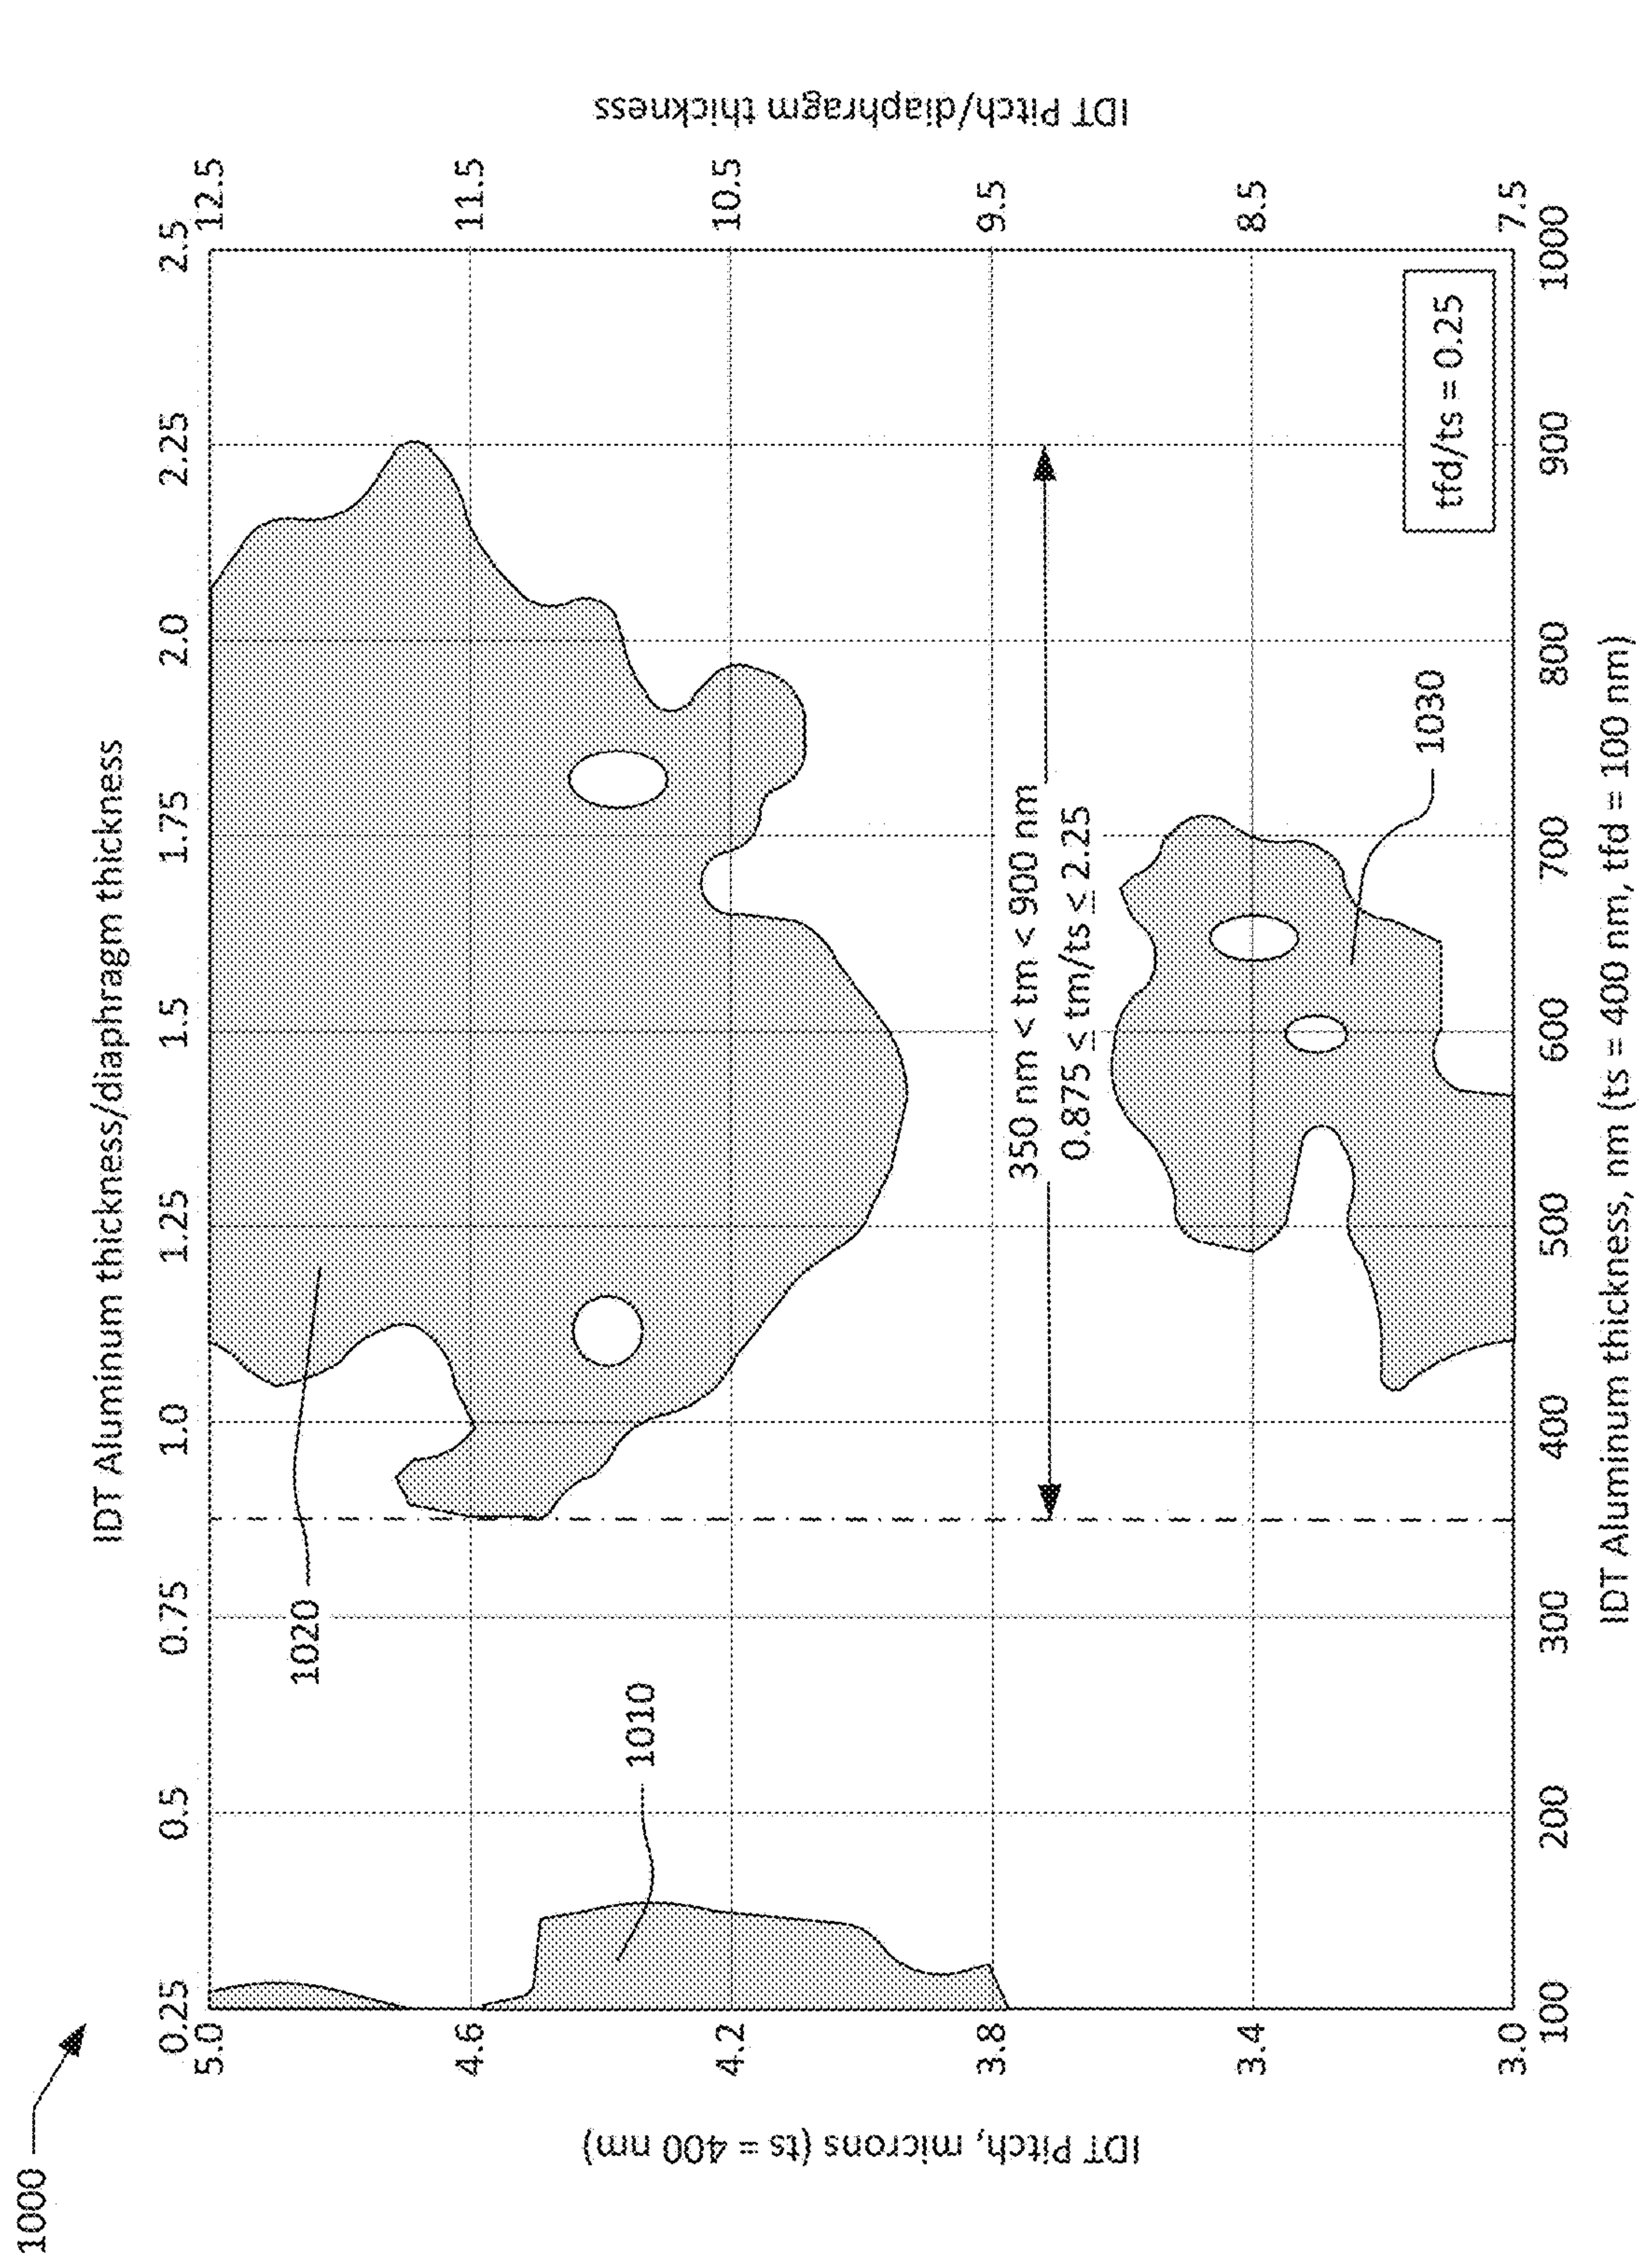 1000
IDT Aluminum thickness/diaphragm thickness
0.25 0.5 0.75 1.0 1.25 1.5 1.75 2.0 2.25 2.5
5.0 12.5
4.6 11.5
4.2 10.5
3.8 9.5
3.4 8.5
3.0 7.5
IDT Pitch, microns (ts = 400 nm)
IDT Pitch/diaphragm thickness
1020
1010
350 nm < tm < 900 nm
0.875 ≤ tm/ts ≤ 2.25
1030
tfd/ts = 0.25
100 200 300 400 500 600 700 800 900 1000
IDT Aluminum thickness, nm (ts = 400 nm, tfd = 100 nm)